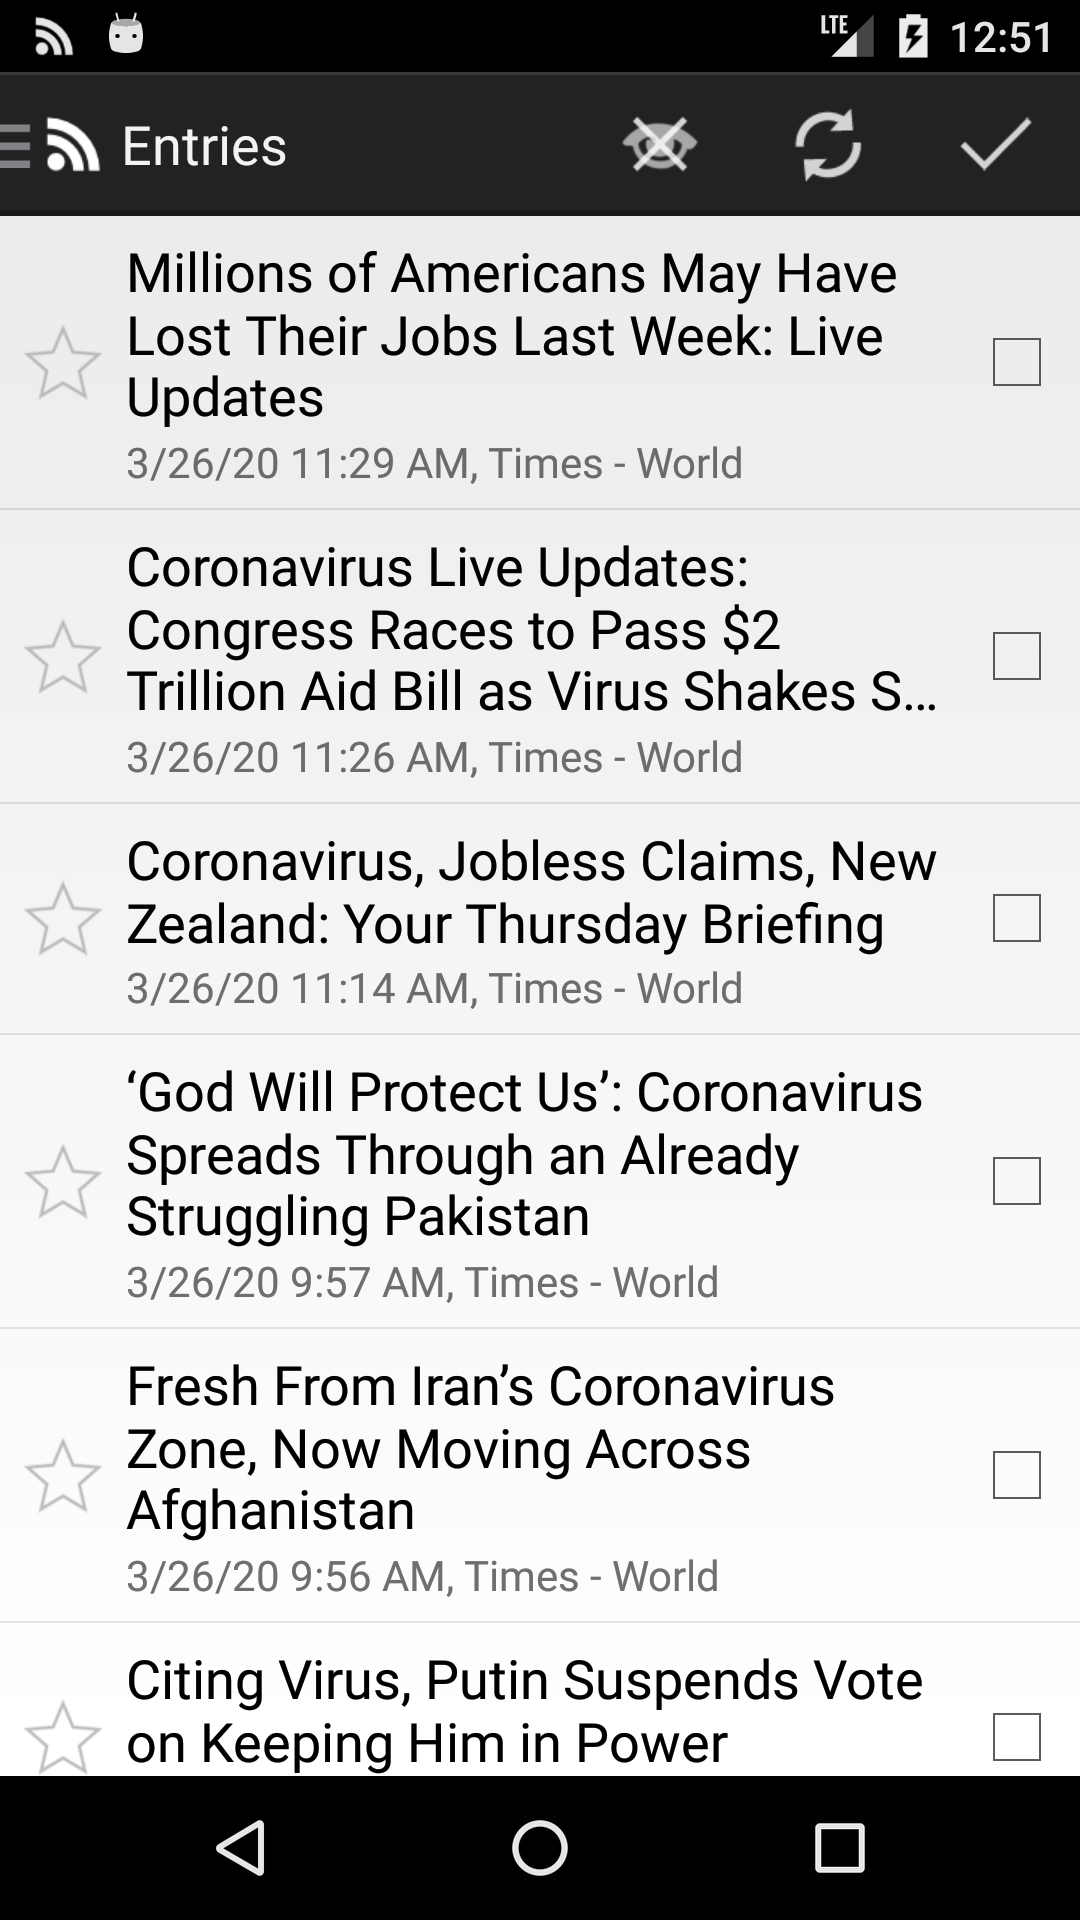 LTE 12:51
Entries
Millions of Americans May Have
Lost Their Jobs Last Week: Live
Updates
3/26/20 11:29 AM, Times - World
Coronavirus Live Updates:
Congress Races to Pass $2
Trillion Aid Bill as Virus Shakes S…
3/26/20 11:26 AM, Times - World
Coronavirus, Jobless Claims, New
Zealand: Your Thursday Briefing
3/26/20 11:14 AM, Times - World
‘God Will Protect Us’: Coronavirus
Spreads Through an Already
Struggling Pakistan
3/26/20 9:57 AM, Times - World
Fresh From Iran’s Coronavirus
Zone, Now Moving Across
Afghanistan
3/26/20 9:56 AM, Times - World
Citing Virus, Putin Suspends Vote
on Keeping Him in Power